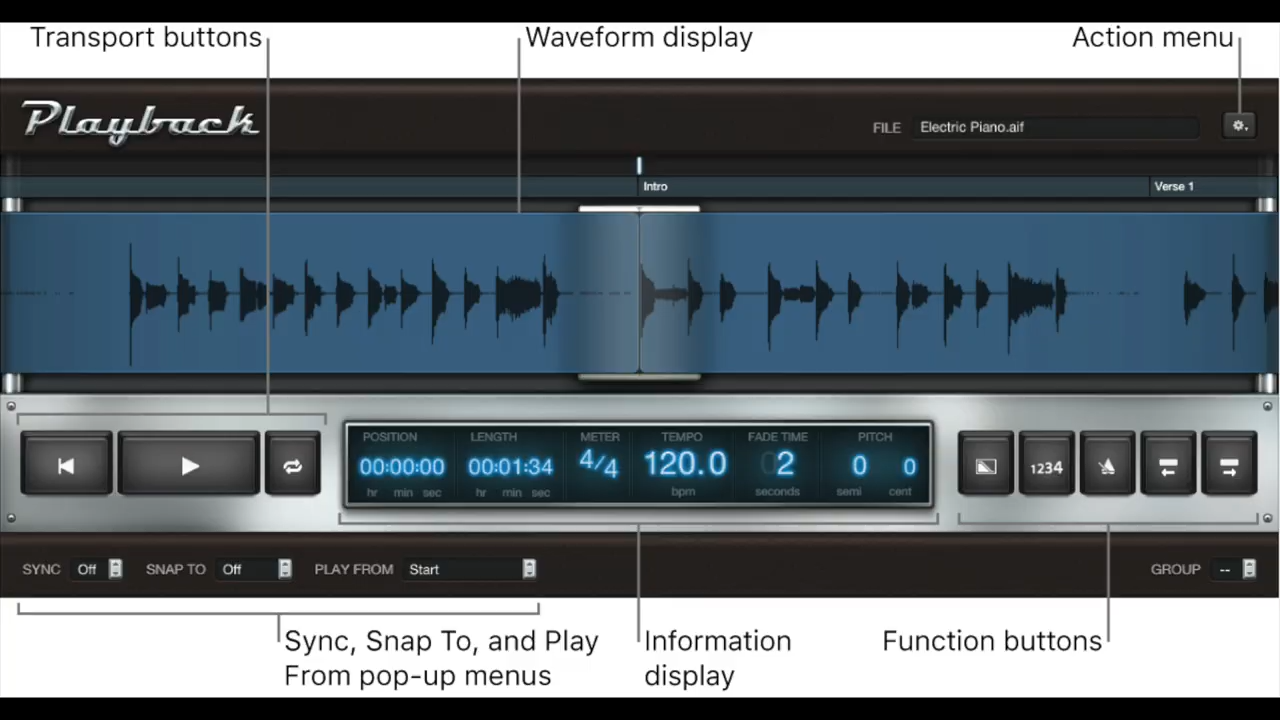 Transport buttons
Waveform display
Action menu
Playback
FILE Electric Piano.aif
Intro
Verse 1
POSITION LENGTH METER TEMPO FADE TIME PITCH
00:00:00 00:01:34 4/4 120.0 02 0 0
hr min sec hr min sec bpm seconds semi cent
1234
SYNC Off SNAP TO Off PLAY FROM Start
GROUP --
Sync, Snap To, and Play
From pop-up menus
Information
display
Function buttons